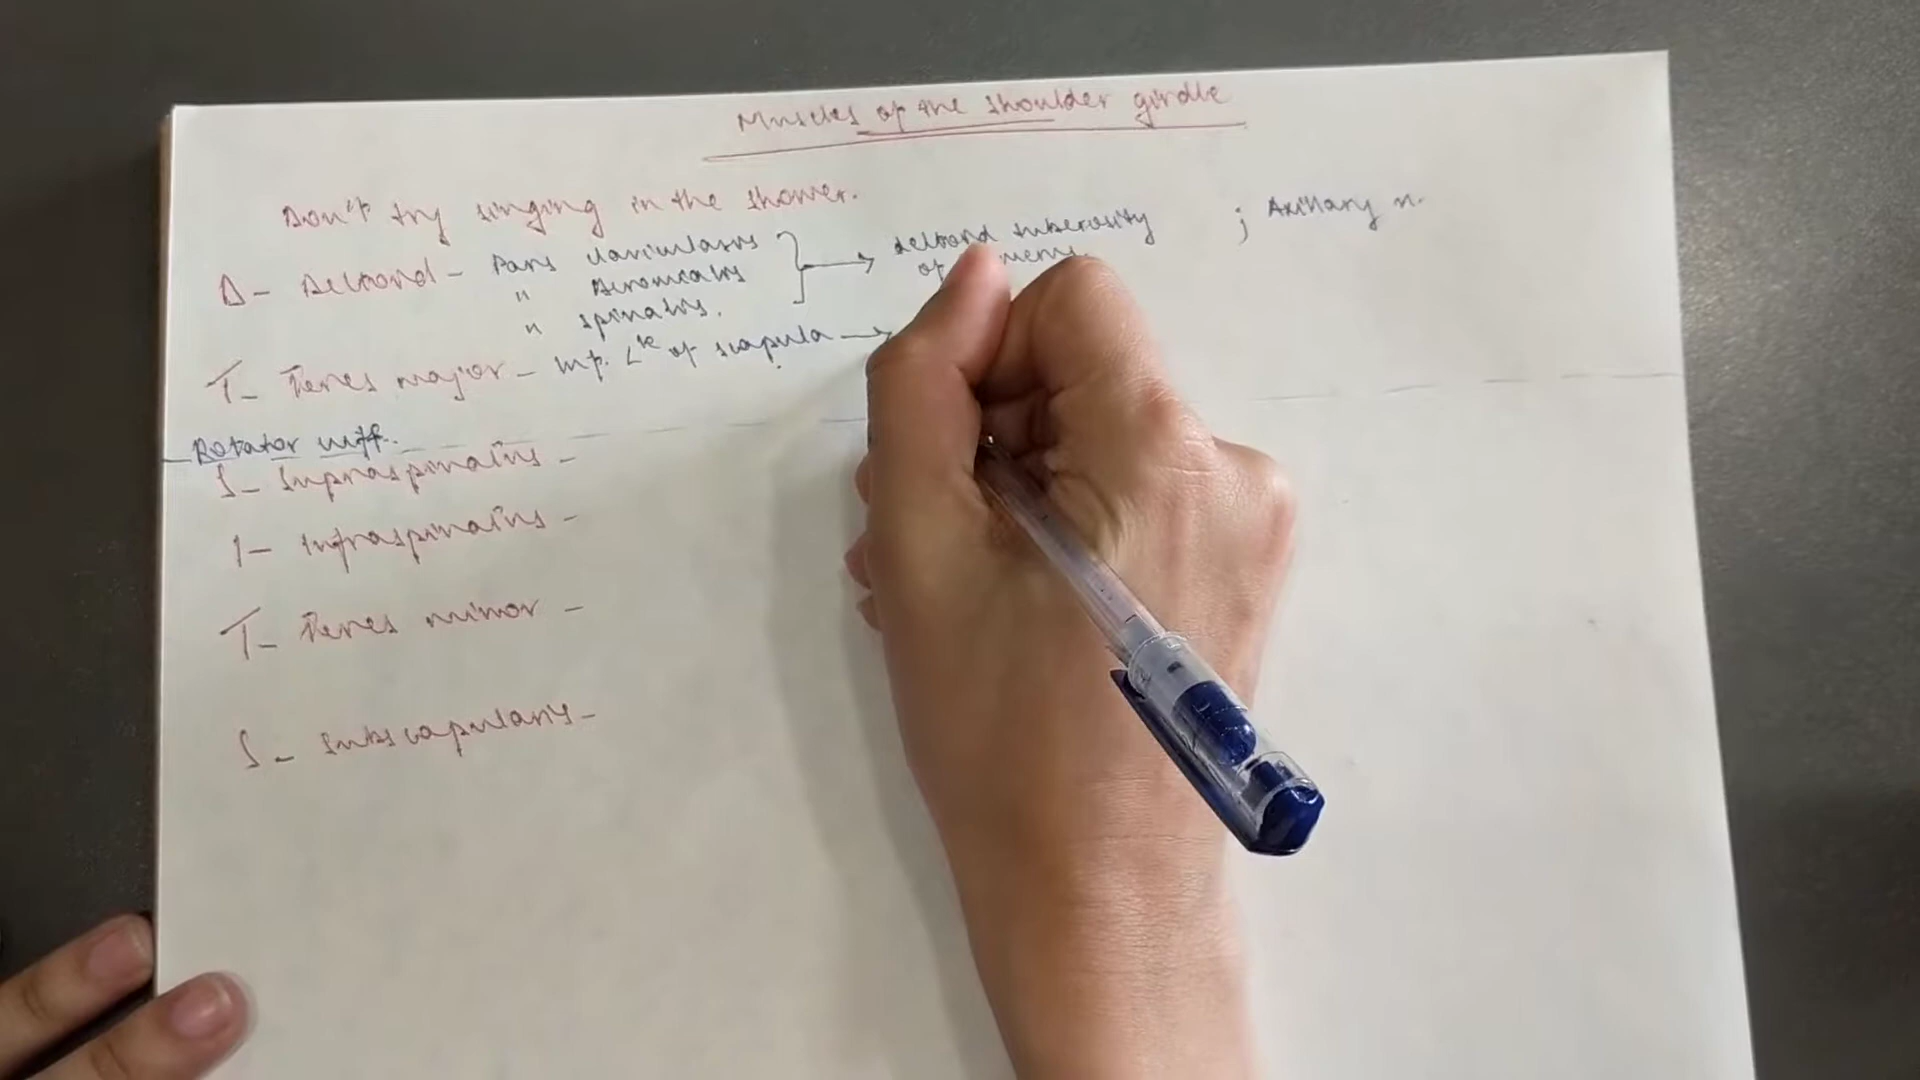 Muscles of the shoulder girdle
Don't try singing in the shower.
D- Deltoid - Pars clavicularis → deltoid tuberosity ; Axillary n.
" Acromialis of
" spinalis.
T- Teres major - Inf. L of scapula →
Rotator cuff.
S- Supraspinatus -
I- Infraspinatus -
T- Teres minor -
S- Subscapularis -